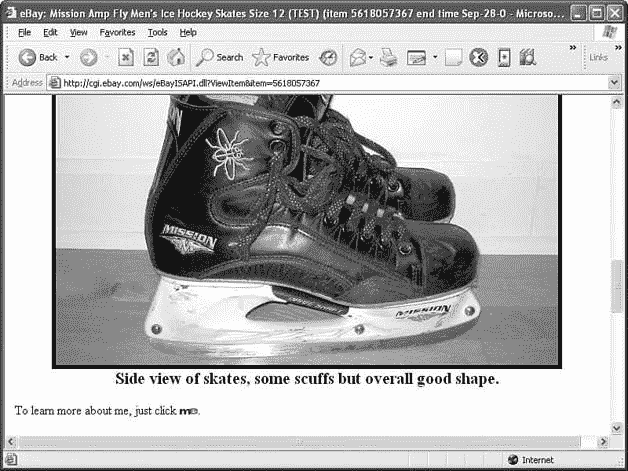 eBay: Mission Amp Fly Men's Ice Hockey Skates Size 12 (TEST) (item 5618057367 end time Sep-28-0 - Microso...
File Edit View Favorites Tools Help
Back Search Favorites
Links
Address http://cgi.ebay.com/ws/eBayISAPI.dll?ViewItem&item=5618057367
MISSION
MISSION
Side view of skates, some scuffs but overall good shape.
To learn more about me, just click me.
Internet